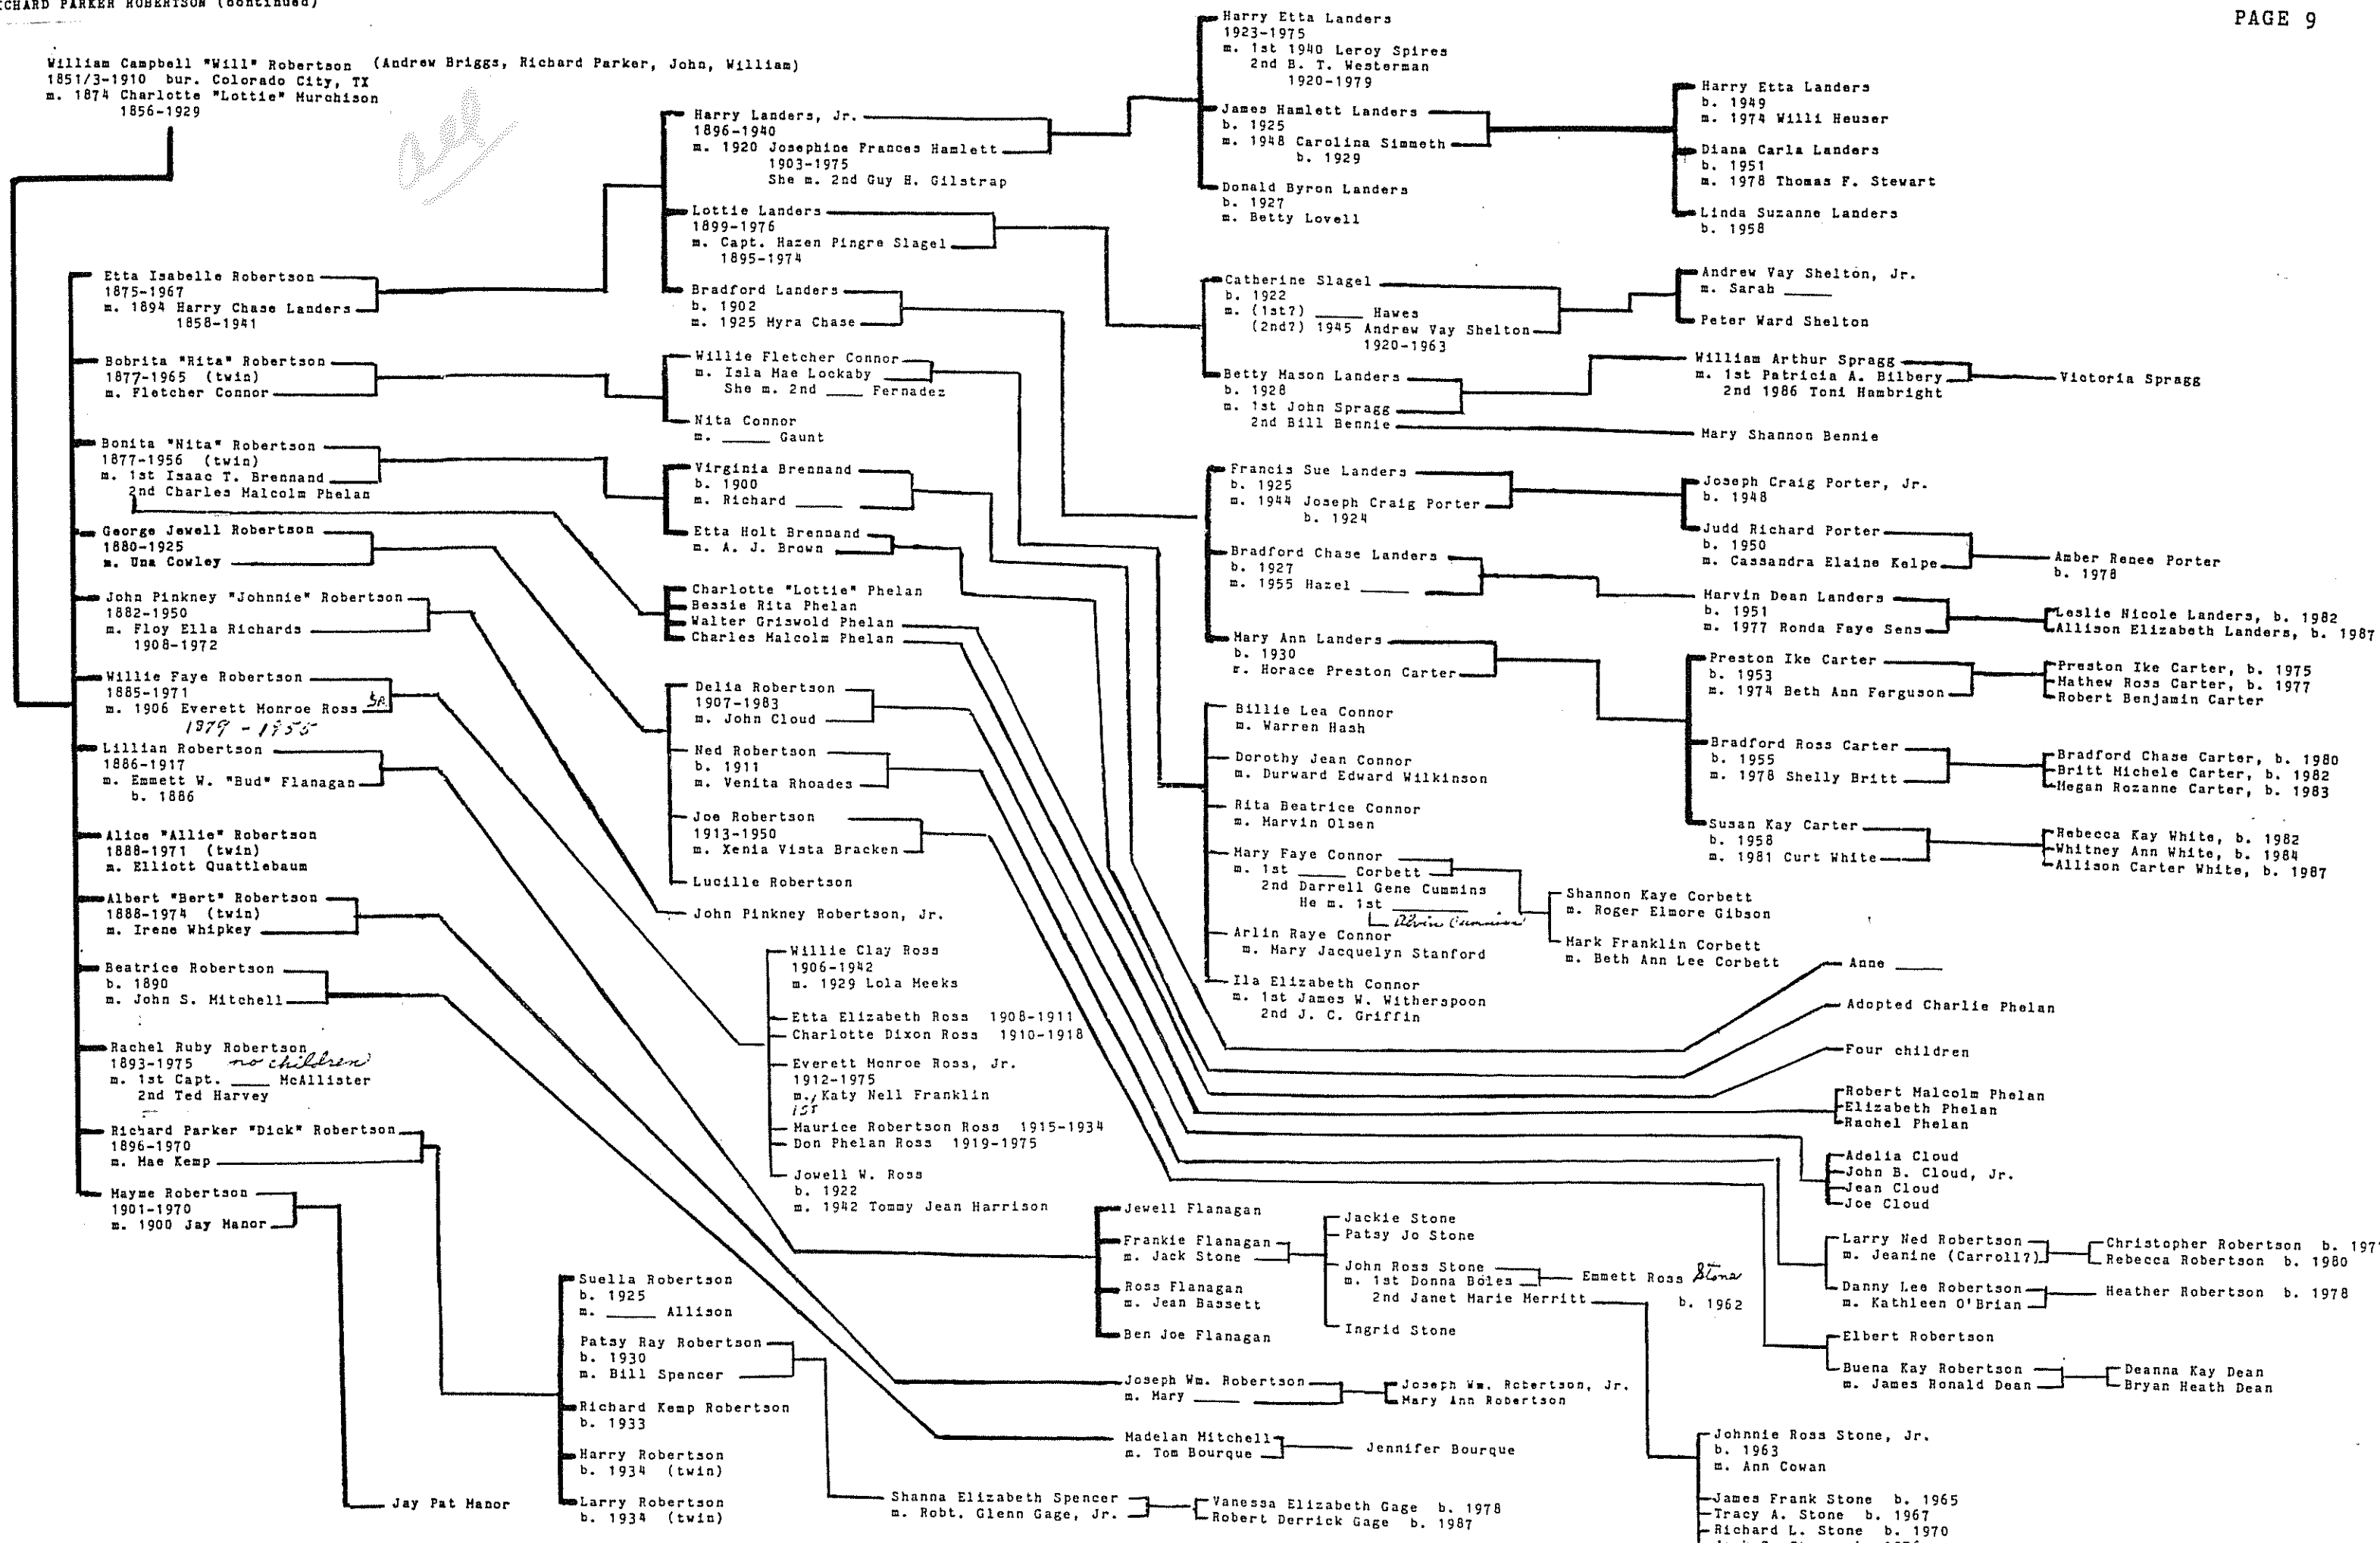 RICHARD PARKER ROBERTSON (continued)
PAGE 9
William Campbell "Will" Robertson (Andrew Briggs, Richard Parker, John, William)
1851/3-1910 bur. Colorado City, TX
m. 1874 Charlotte "Lottie" Murchison
1856-1929
Etta Isabelle Robertson
1875-1967
m. 1894 Harry Chase Landers
1858-1941
Bobrita "Rita" Robertson
1877-1965 (twin)
m. Fletcher Connor
Bonita "Nita" Robertson
1877-1956 (twin)
m. 1st Isaac T. Brennand
2nd Charles Malcolm Phelan
George Jewell Robertson
1880-1925
m. Una Cowley
John Pinkney "Johnnie" Robertson
1882-1950
m. Floy Ella Richards
1908-1972
Willie Faye Robertson
1885-1971
m. 1906 Everett Monroe Ross Sr.
1879 - 1955
Lillian Robertson
1886-1917
m. Emmett W. "Bud" Flanagan
b. 1886
Alice "Allie" Robertson
1888-1971 (twin)
m. Elliott Quattlebaum
Albert "Bert" Robertson
1888-1974 (twin)
m. Irene Whipkey
Beatrice Robertson
b. 1890
m. John S. Mitchell
Rachel Ruby Robertson
1893-1975 no children
m. 1st Capt. ____ McAllister
2nd Ted Harvey
Richard Parker "Dick" Robertson
1896-1970
m. Mae Kemp
Mayme Robertson
1901-1970
m. 1900 Jay Manor
Harry Landers, Jr.
1896-1940
m. 1920 Josephine Frances Hamlett
1903-1975
She m. 2nd Guy H. Gilstrap
Lottie Landers
1899-1976
m. Capt. Hazen Pingre Slagel
1895-1974
Bradford Landers
b. 1902
m. 1925 Myra Chase
Willie Fletcher Connor
m. Isla Mae Lockaby
She m. 2nd ____ Fernadez
Nita Connor
m. _____ Gaunt
Virginia Brennand
b. 1900
m. Richard _____
Etta Holt Brennand
m. A. J. Brown
Charlotte "Lottie" Phelan
Bessie Rita Phelan
Walter Griswold Phelan
Charles Malcolm Phelan
Delia Robertson
1907-1983
m. John Cloud
Ned Robertson
b. 1911
m. Venita Rhoades
Joe Robertson
1913-1950
m. Xenia Vista Bracken
Lucille Robertson
John Pinkney Robertson, Jr.
Willie Clay Ross
1906-1942
m. 1929 Lola Meeks
Etta Elizabeth Ross 1908-1911
Charlotte Dixon Ross 1910-1918
Everett Monroe Ross, Jr.
1912-1975
m. Katy Nell Franklin
1st
Maurice Robertson Ross 1915-1934
Don Phelan Ross 1919-1975
Jowell W. Ross
b. 1922
m. 1942 Tommy Jean Harrison
Suella Robertson
b. 1925
m. _____ Allison
Patsy Ray Robertson
b. 1930
m. Bill Spencer
Richard Kemp Robertson
b. 1933
Harry Robertson
b. 1934 (twin)
Larry Robertson
b. 1934 (twin)
Jay Pat Manor
Harry Etta Landers
1923-1975
m. 1st 1940 Leroy Spires
2nd B. T. Westerman
1920-1979
James Hamlett Landers
b. 1925
m. 1948 Carolina Simmeth
b. 1929
Donald Byron Landers
b. 1927
m. Betty Lovell
Catherine Slagel
b. 1922
m. (1st?) _____ Hawes
(2nd?) 1945 Andrew Vay Shelton
1920-1963
Betty Mason Landers
b. 1928
m. 1st John Spragg
2nd Bill Bennie
Francis Sue Landers
b. 1925
m. 1944 Joseph Craig Porter
b. 1924
Bradford Chase Landers
b. 1927
m. 1955 Hazel _____
Mary Ann Landers
b. 1930
r. Horace Preston Carter
Billie Lea Connor
m. Warren Hash
Dorothy Jean Connor
m. Durward Edward Wilkinson
Rita Beatrice Connor
m. Marvin Olsen
Mary Faye Connor
m. 1st _____ Corbett
2nd Darrell Gene Cummins
He m. 1st _____
Arlin Raye Connor
m. Mary Jacquelyn Stanford
Ila Elizabeth Connor
m. 1st James W. Witherspoon
2nd J. C. Griffin
Shannon Kaye Corbett
m. Roger Elmore Gibson
Mark Franklin Corbett
m. Beth Ann Lee Corbett
Jewell Flanagan
Frankie Flanagan
m. Jack Stone
Ross Flanagan
m. Jean Bassett
Ben Joe Flanagan
Jackie Stone
Patsy Jo Stone
John Ross Stone
m. 1st Donna Boles
2nd Janet Marie Merritt
Ingrid Stone
Emmett Ross Stone
b. 1962
Joseph Wm. Robertson
m. Mary _____
Joseph Wm. Robertson, Jr.
Mary Ann Robertson
Madelan Mitchell
m. Tom Bourque
Jennifer Bourque
Shanna Elizabeth Spencer
m. Robt. Glenn Gage, Jr.
Vanessa Elizabeth Gage b. 1978
Robert Derrick Gage b. 1987
Harry Etta Landers
b. 1949
m. 1974 Willi Heuser
Diana Carla Landers
b. 1951
m. 1978 Thomas F. Stewart
Linda Suzanne Landers
b. 1958
Andrew Vay Shelton, Jr.
m. Sarah _____
Peter Ward Shelton
William Arthur Spragg
m. 1st Patricia A. Bilbery
2nd 1986 Toni Hambright
Victoria Spragg
Mary Shannon Bennie
Joseph Craig Porter, Jr.
b. 1948
Judd Richard Porter
b. 1950
m. Cassandra Elaine Kelpe
Amber Renee Porter
b. 1978
Marvin Dean Landers
b. 1951
m. 1977 Ronda Faye Sens
Leslie Nicole Landers, b. 1982
Allison Elizabeth Landers, b. 1987
Preston Ike Carter
b. 1953
m. 1974 Beth Ann Ferguson
Preston Ike Carter, b. 1975
Mathew Ross Carter, b. 1977
Robert Benjamin Carter
Bradford Ross Carter
b. 1955
m. 1978 Shelly Britt
Bradford Chase Carter, b. 1980
Britt Michele Carter, b. 1982
Megan Rozanne Carter, b. 1983
Susan Kay Carter
b. 1958
m. 1981 Curt White
Rebecca Kay White, b. 1982
Whitney Ann White, b. 1984
Allison Carter White, b. 1987
Anne _____
Adopted Charlie Phelan
Four children
Robert Malcolm Phelan
Elizabeth Phelan
Rachel Phelan
Adelia Cloud
John B. Cloud, Jr.
Jean Cloud
Joe Cloud
Larry Ned Robertson
m. Jeanine (Carroll?)
Christopher Robertson b. 197
Rebecca Robertson b. 1980
Danny Lee Robertson
m. Kathleen O'Brian
Heather Robertson b. 1978
Elbert Robertson
Buena Kay Robertson
m. James Ronald Dean
Deanna Kay Dean
Bryan Heath Dean
Johnnie Ross Stone, Jr.
b. 1963
m. Ann Cowan
James Frank Stone b. 1965
Tracy A. Stone b. 1967
Richard L. Stone b. 1970